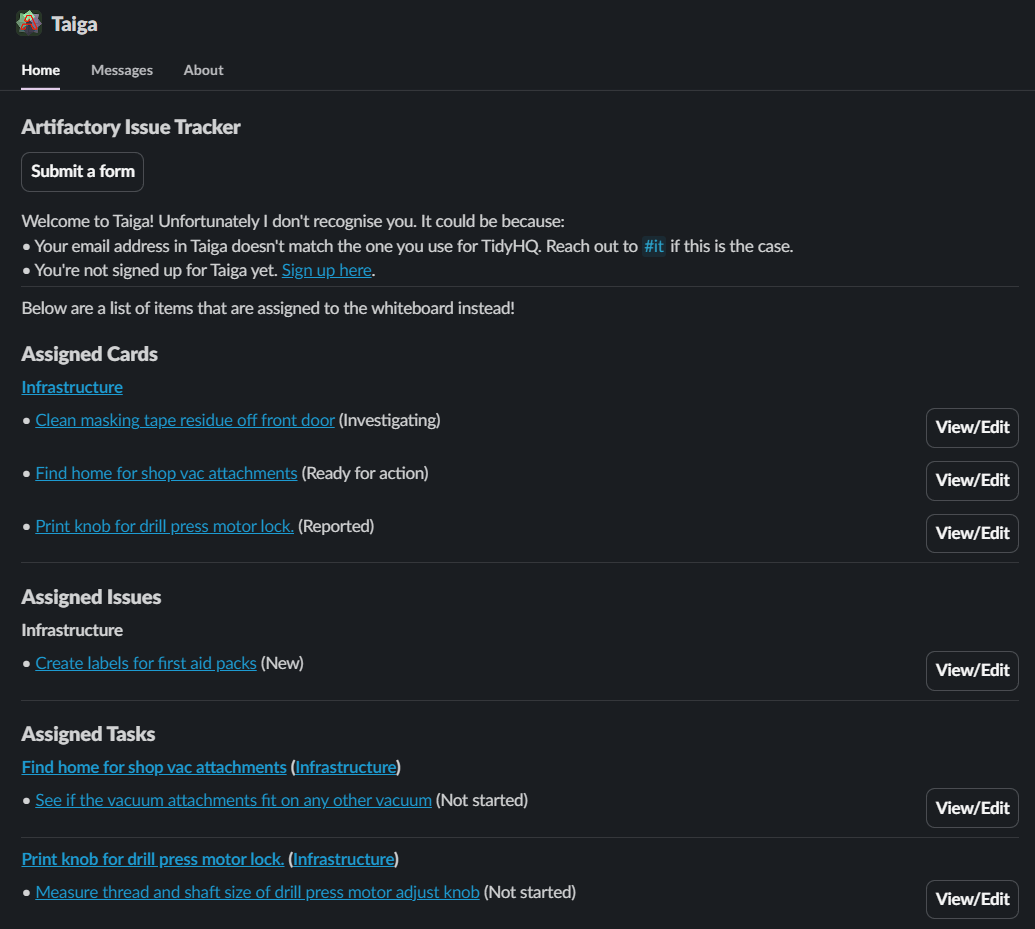 Taiga
Home Messages About
Artifactory Issue Tracker
Submit a form
Welcome to Taiga! Unfortunately I don't recognise you. It could be because:
• Your email address in Taiga doesn't match the one you use for TidyHQ. Reach out to #it if this is the case.
• You're not signed up for Taiga yet. Sign up here.
Below are a list of items that are assigned to the whiteboard instead!
Assigned Cards
Infrastructure
• Clean masking tape residue off front door (Investigating) View/Edit
• Find home for shop vac attachments (Ready for action) View/Edit
• Print knob for drill press motor lock. (Reported) View/Edit
Assigned Issues
Infrastructure
• Create labels for first aid packs (New) View/Edit
Assigned Tasks
Find home for shop vac attachments (Infrastructure)
• See if the vacuum attachments fit on any other vacuum (Not started) View/Edit
Print knob for drill press motor lock. (Infrastructure)
• Measure thread and shaft size of drill press motor adjust knob (Not started) View/Edit